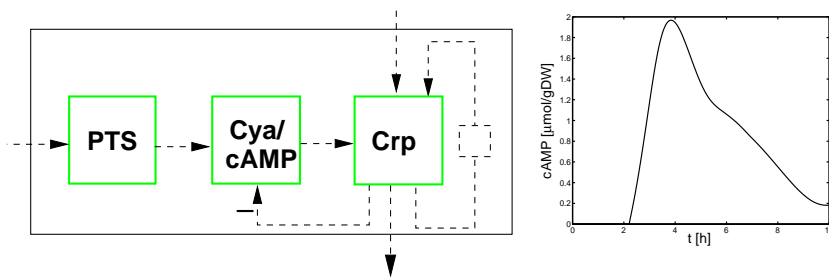 PTS
Cya/
cAMP
Crp
–
cAMP [µmol/gDW]
2
1.8
1.6
1.4
1.2
1
0.8
0.6
0.4
0.2
0
0 2 4 6 8 1
t [h]